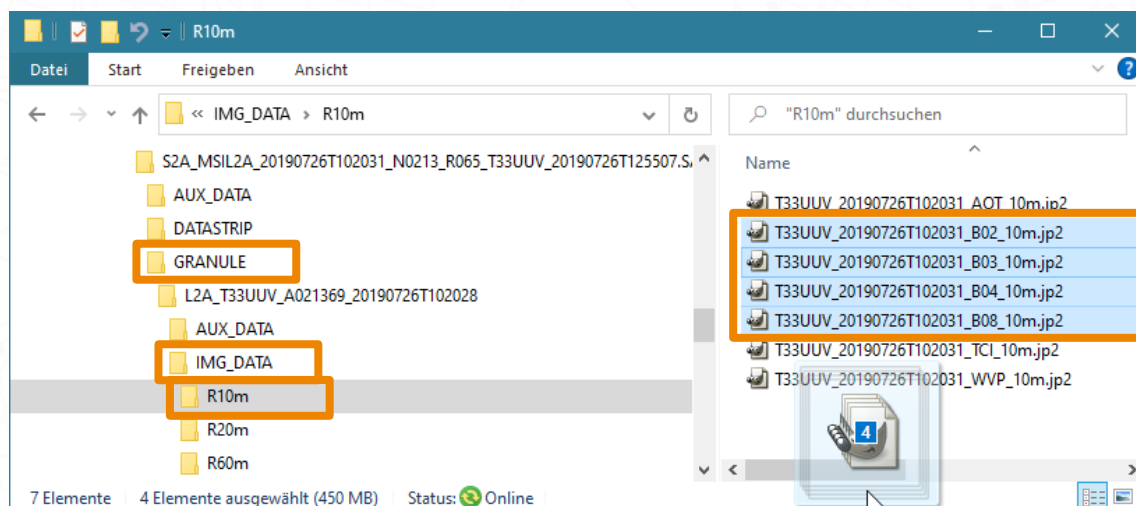 R10m
Datei Start Freigeben Ansicht
« IMG_DATA › R10m
"R10m" durchsuchen
S2A_MSIL2A_20190726T102031_N0213_R065_T33UUV_20190726T125507.SA
AUX_DATA
DATASTRIP
GRANULE
L2A_T33UUV_A021369_20190726T102028
AUX_DATA
IMG_DATA
R10m
R20m
R60m
Name
T33UUV_20190726T102031_AOT_10m.jp2
T33UUV_20190726T102031_B02_10m.jp2
T33UUV_20190726T102031_B03_10m.jp2
T33UUV_20190726T102031_B04_10m.jp2
T33UUV_20190726T102031_B08_10m.jp2
T33UUV_20190726T102031_TCI_10m.jp2
T33UUV_20190726T102031_WVP_10m.jp2
4
7 Elemente 4 Elemente ausgewählt (450 MB) Status: Online